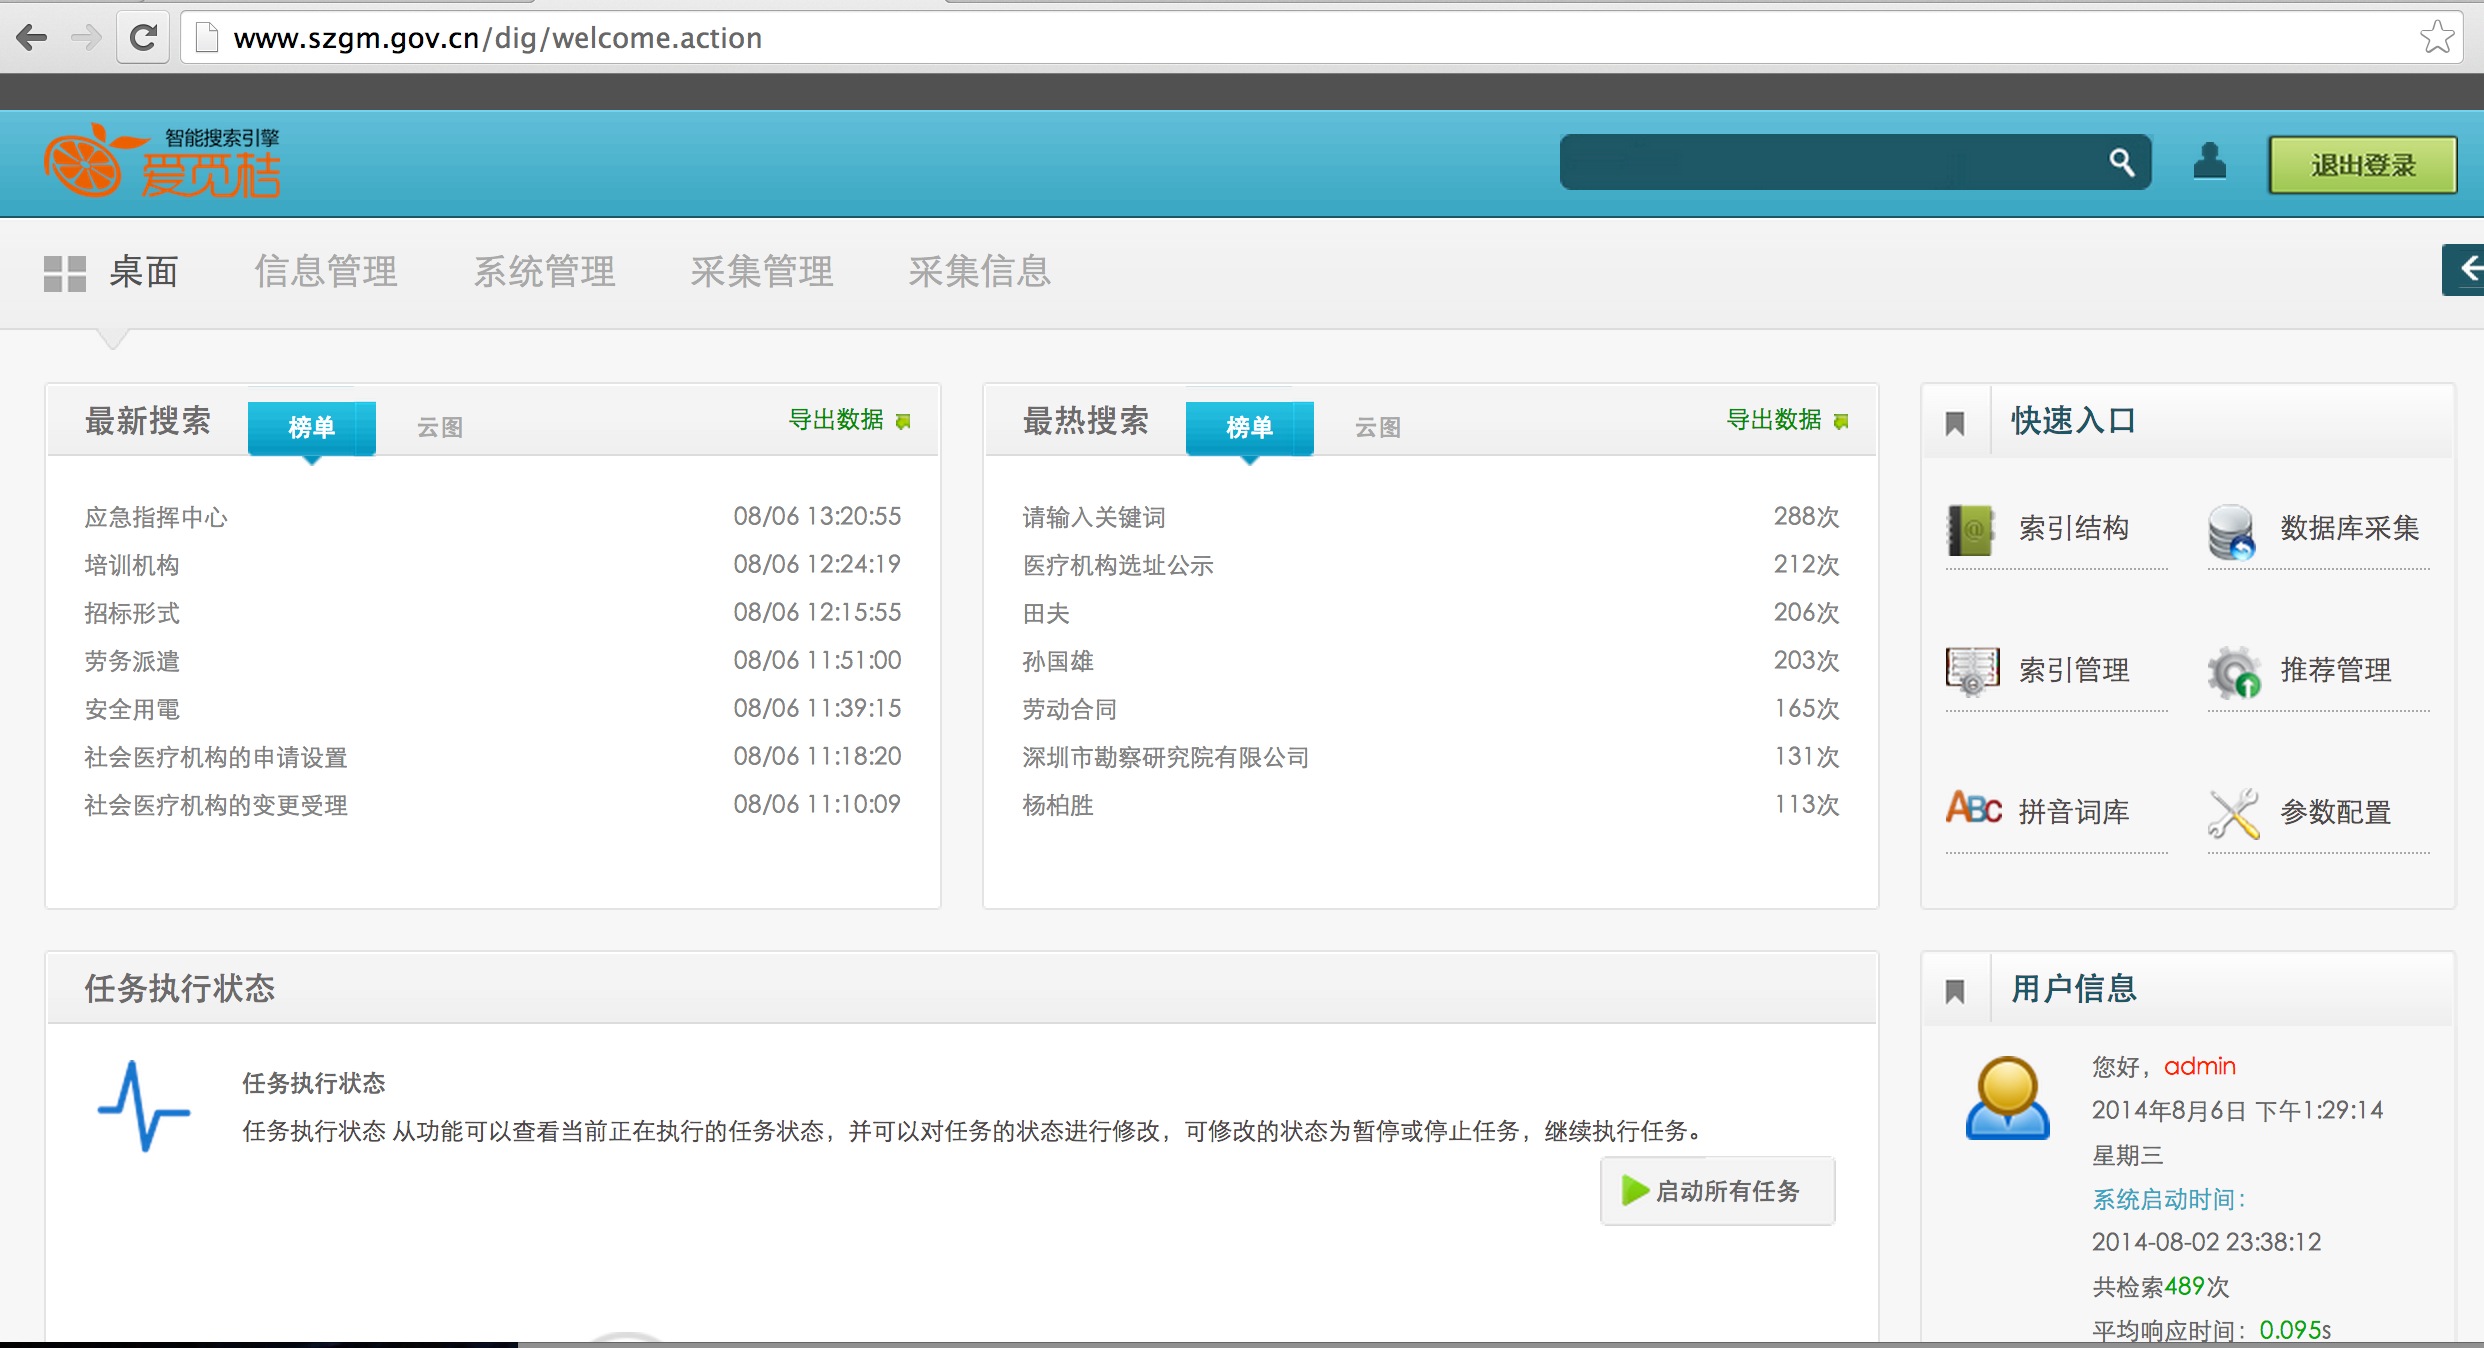 www.szgm.gov.cn/dig/welcome.action
智能搜索引擎
爱觅桔
退出登录
桌面 信息管理 系统管理 采集管理 采集信息
最新搜索 榜单 云图 导出数据
应急指挥中心 08/06 13:20:55
培训机构 08/06 12:24:19
招标形式 08/06 12:15:55
劳务派遣 08/06 11:51:00
安全用電 08/06 11:39:15
社会医疗机构的申请设置 08/06 11:18:20
社会医疗机构的变更受理 08/06 11:10:09
最热搜索 榜单 云图 导出数据
请输入关键词 288次
医疗机构选址公示 212次
田夫 206次
孙国雄 203次
劳动合同 165次
深圳市勘察研究院有限公司 131次
杨柏胜 113次
快速入口
索引结构 数据库采集
索引管理 推荐管理
ABC 拼音词库 参数配置
任务执行状态
任务执行状态
任务执行状态 从功能可以查看当前正在执行的任务状态，并可以对任务的状态进行修改，可修改的状态为暂停或停止任务，继续执行任务。
启动所有任务
用户信息
您好，admin
2014年8月6日 下午1:29:14
星期三
系统启动时间：
2014-08-02 23:38:12
共检索489次
平均响应时间：0.095s